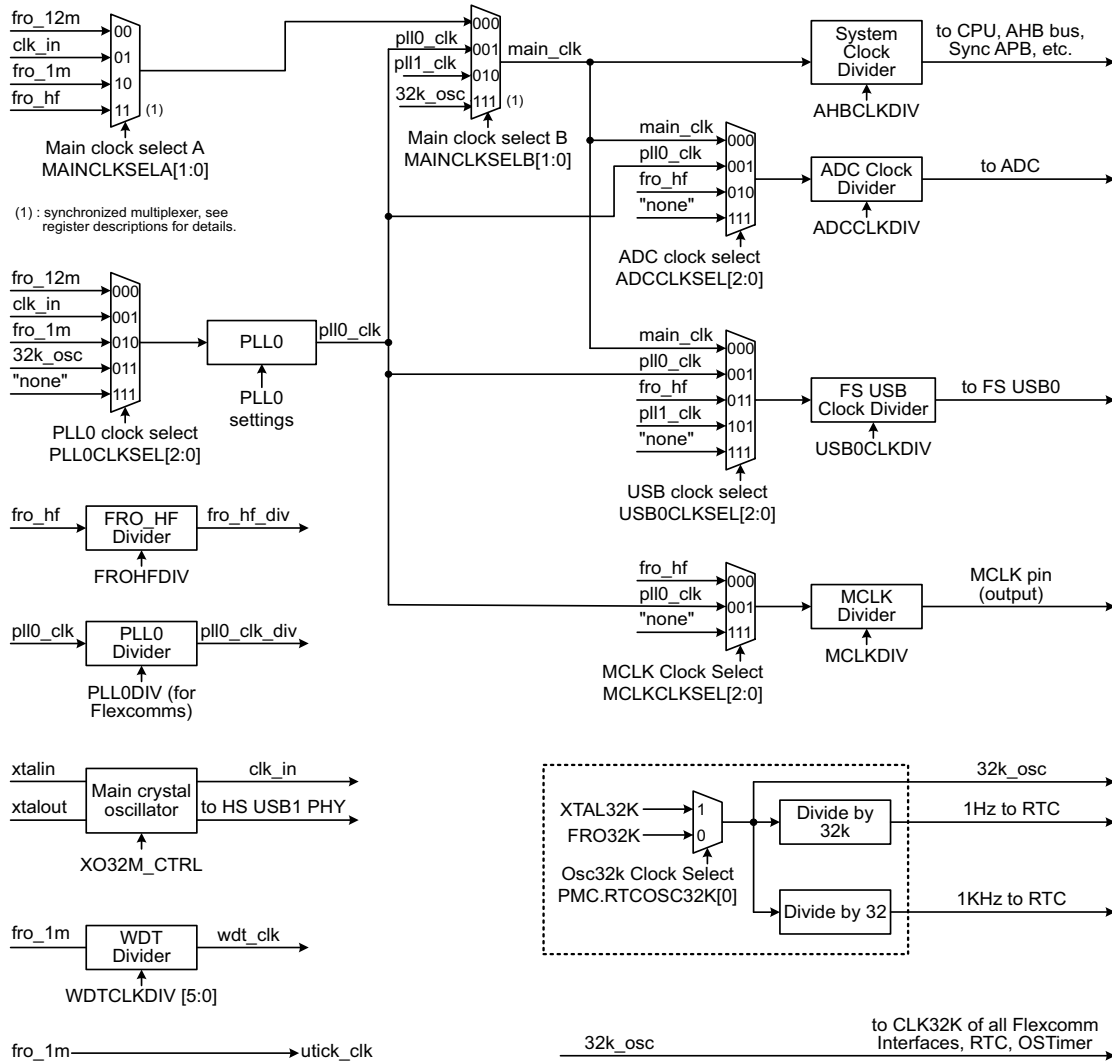 fro_12m
clk_in
fro_1m
fro_hf
00
01
10
11
(1)
Main clock select A
MAINCLKSELA[1:0]
(1) : synchronized multiplexer, see
register descriptions for details.
pll0_clk
pll1_clk
32k_osc
000
001
010
111
(1)
Main clock select B
MAINCLKSELB[1:0]
main_clk
System
Clock
Divider
AHBCLKDIV
to CPU, AHB bus,
Sync APB, etc.
main_clk
pll0_clk
fro_hf
"none"
000
001
010
111
ADC clock select
ADCCLKSEL[2:0]
ADC Clock
Divider
ADCCLKDIV
to ADC
fro_12m
clk_in
fro_1m
32k_osc
"none"
000
001
010
011
111
PLL0 clock select
PLL0CLKSEL[2:0]
PLL0
PLL0
settings
pll0_clk
main_clk
pll0_clk
fro_hf
pll1_clk
"none"
000
001
011
101
111
USB clock select
USB0CLKSEL[2:0]
FS USB
Clock Divider
USB0CLKDIV
to FS USB0
fro_hf
FRO_HF
Divider
fro_hf_div
FROHFDIV
fro_hf
pll0_clk
"none"
000
001
111
MCLK Clock Select
MCLKCLKSEL[2:0]
MCLK
Divider
MCLKDIV
MCLK pin
(output)
pll0_clk
PLL0
Divider
pll0_clk_div
PLL0DIV (for
Flexcomms)
xtalin
xtalout
Main crystal
oscillator
clk_in
to HS USB1 PHY
XO32M_CTRL
XTAL32K
FRO32K
1
0
Osc32k Clock Select
PMC.RTCOSC32K[0]
Divide by
32k
Divide by 32
32k_osc
1Hz to RTC
1KHz to RTC
fro_1m
WDT
Divider
wdt_clk
WDTCLKDIV [5:0]
fro_1m
utick_clk
32k_osc
to CLK32K of all Flexcomm
Interfaces, RTC, OSTimer